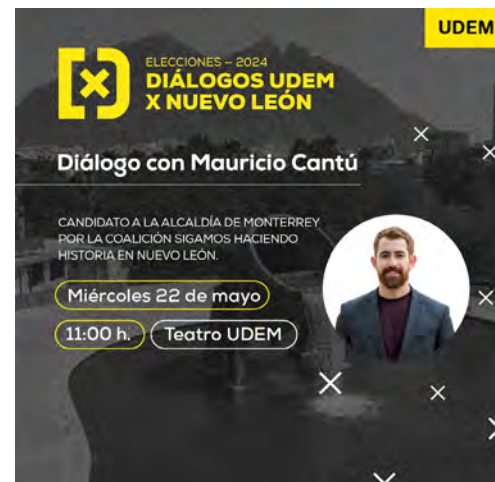 UDEM
ELECCIONES – 2024
DIÁLOGOS UDEM
X NUEVO LEÓN
Diálogo con Mauricio Cantú
CANDIDATO A LA ALCALDÍA DE MONTERREY
POR LA COALICIÓN SIGAMOS HACIENDO
HISTORIA EN NUEVO LEÓN.
Miércoles 22 de mayo
11:00 h. Teatro UDEM